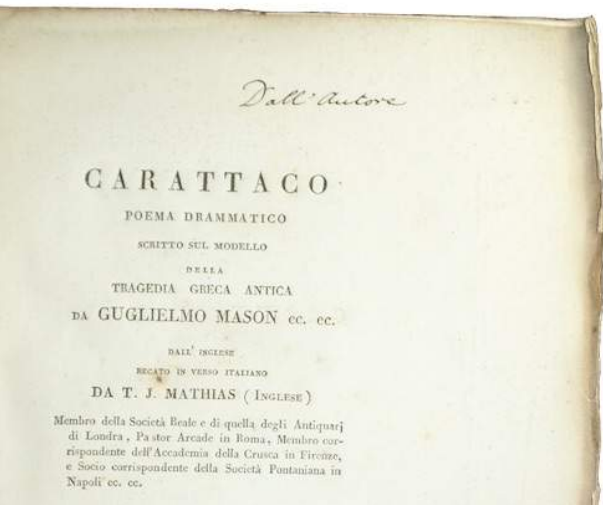 Dall' Autore
CARATTACO
POEMA DRAMMATICO
SCRITTO SUL MODELLO
DELLA
TRAGEDIA GRECA ANTICA
DA GUGLIELMO MASON ec. ec.
DALL' INGLESE
RECATO IN VERSO ITALIANO
DA T. J. MATHIAS ( INGLESE )
Membro della Società Reale e di quella degli Antiquarj
di Londra , Pastor Arcade in Roma, Membro cor-
rispondente dell'Accademia della Crusca in Firenze,
e Socio corrispondente della Società Pontaniana in
Napoli ec. ec.